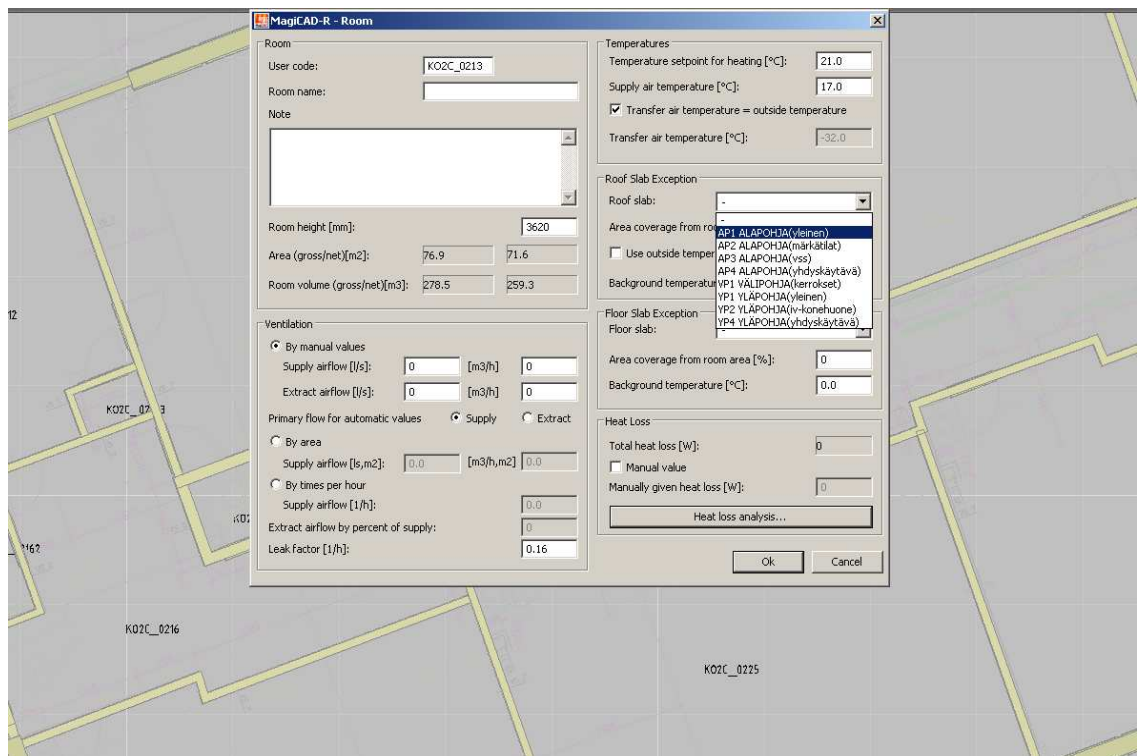 MagiCAD-R - Room
Room
User code: KO2C_0213
Room name:
Note
Room height [mm]: 3620
Area (gross/net)[m2]: 76.9 71.6
Room volume (gross/net)[m3]: 278.5 259.3
Ventilation
By manual values
Supply airflow [l/s]: 0 [m3/h] 0
Extract airflow [l/s]: 0 [m3/h] 0
Primary flow for automatic values Supply Extract
By area
Supply airflow [ls,m2]: 0.0 [m3/h,m2] 0.0
By times per hour
Supply airflow [1/h]: 0.0
Extract airflow by percent of supply: 0
Leak factor [1/h]: 0.16
Temperatures
Temperature setpoint for heating [°C]: 21.0
Supply air temperature [°C]: 17.0
Transfer air temperature = outside temperature
Transfer air temperature [°C]: -32.0
Roof Slab Exception
Roof slab: -
-
Area coverage from
AP1 ALAPOHJA(yleinen)
AP2 ALAPOHJA(märkätilat)
Use outside
AP3 ALAPOHJA(vss)
AP4 ALAPOHJA(yhdyskäytävä)
Background
VP1 VÄLIPOHJA(kerrokset)
YP1 YLÄPOHJA(yleinen)
YP2 YLÄPOHJA(iv-konehuone)
YP4 YLÄPOHJA(yhdyskäytävä)
Floor Slab Exception
Floor slab:
Area coverage from room area [%]: 0
Background temperature [°C]: 0.0
Heat Loss
Total heat loss [W]: 0
Manual value
Manually given heat loss [W]: 0
Heat loss analysis...
Ok Cancel
KO2C_0216
KO2C_0225